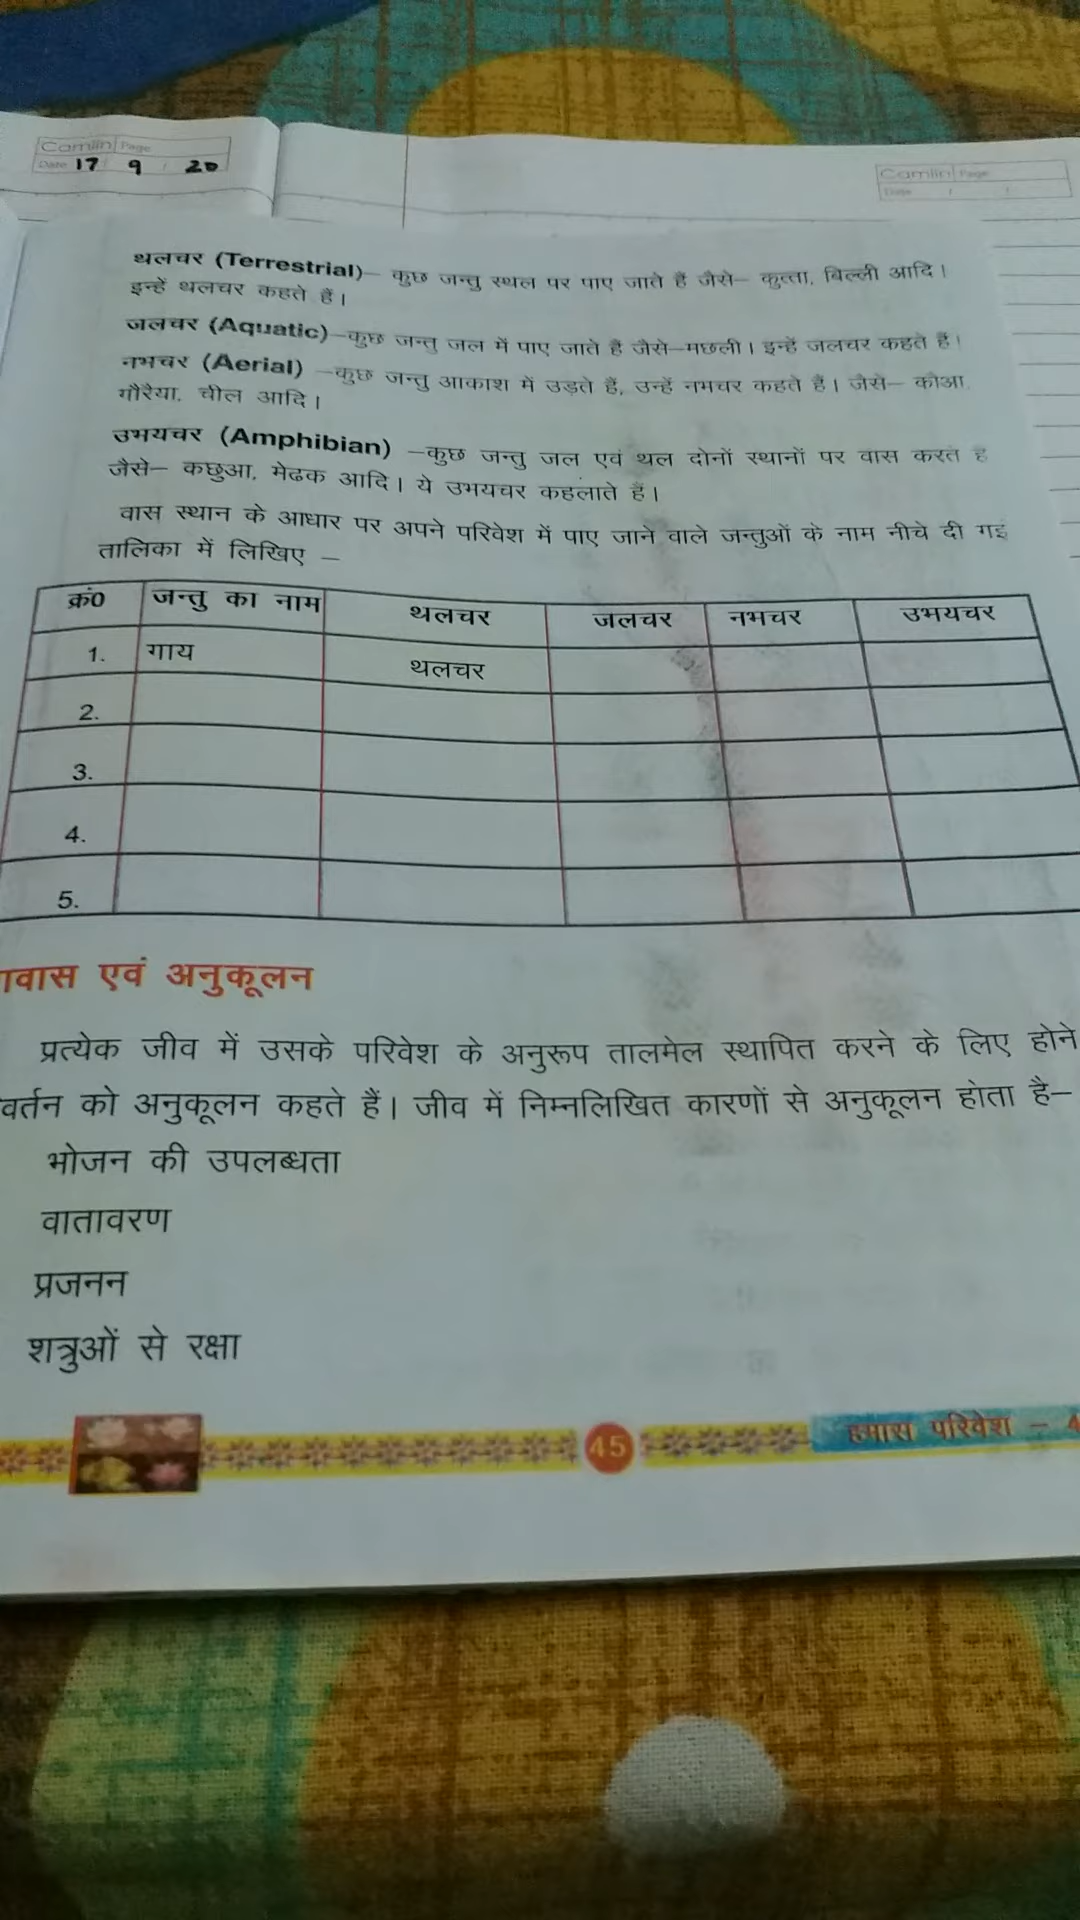 Camlin Page
Date 17 9 20
Camlin Page
Date
थलचर (Terrestrial)– कुछ जन्तु स्थल पर पाए जाते हैं जैसे– कुत्ता, बिल्ली आदि।
इन्हें थलचर कहते हैं।
जलचर (Aquatic)–कुछ जन्तु जल में पाए जाते हैं जैसे–मछली। इन्हें जलचर कहते हैं।
नभचर (Aerial) –कुछ जन्तु आकाश में उड़ते हैं, उन्हें नभचर कहते हैं। जैसे– कौआ,
गौरैया, चील आदि।
उभयचर (Amphibian) –कुछ जन्तु जल एवं थल दोनों स्थानों पर वास करते हैं
जैसे– कछुआ, मेढक आदि। ये उभयचर कहलाते हैं।
वास स्थान के आधार पर अपने परिवेश में पाए जाने वाले जन्तुओं के नाम नीचे दी गई
तालिका में लिखिए –
क्रं0 जन्तु का नाम थलचर जलचर नभचर उभयचर
1. गाय थलचर
2.
3.
4.
5.
वास एवं अनुकूलन
प्रत्येक जीव में उसके परिवेश के अनुरूप तालमेल स्थापित करने के लिए होने
वर्तन को अनुकूलन कहते हैं। जीव में निम्नलिखित कारणों से अनुकूलन होता है–
भोजन की उपलब्धता
वातावरण
प्रजनन
शत्रुओं से रक्षा
45 हमारा परिवेश – 4